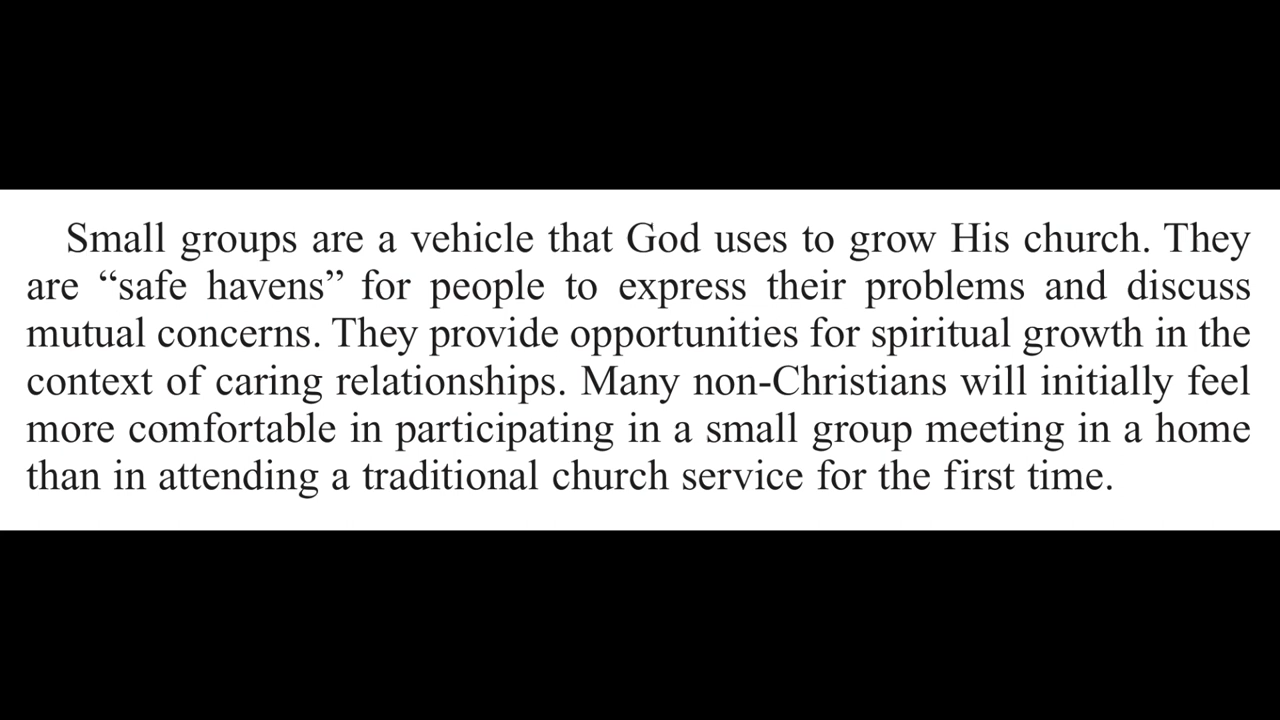 Small groups are a vehicle that God uses to grow His church. They
are “safe havens” for people to express their problems and discuss
mutual concerns. They provide opportunities for spiritual growth in the
context of caring relationships. Many non-Christians will initially feel
more comfortable in participating in a small group meeting in a home
than in attending a traditional church service for the first time.